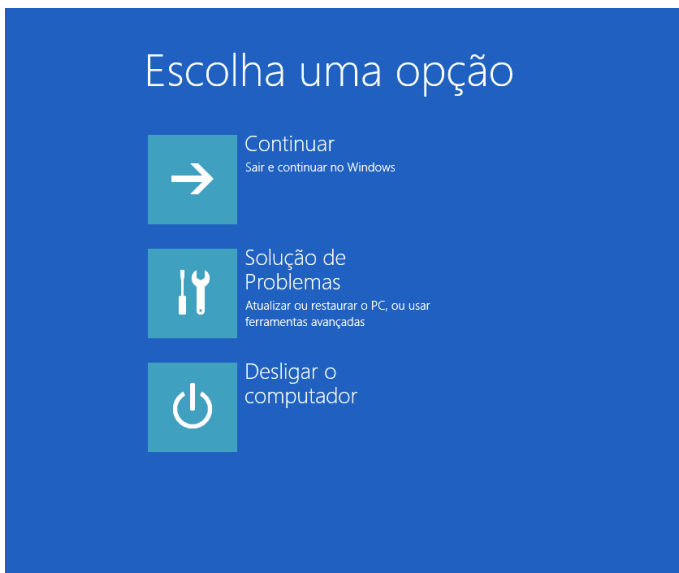 Escolha uma opção
Continuar
Sair e continuar no Windows
Solução de
Problemas
Atualizar ou restaurar o PC, ou usar
ferramentas avançadas
Desligar o
computador